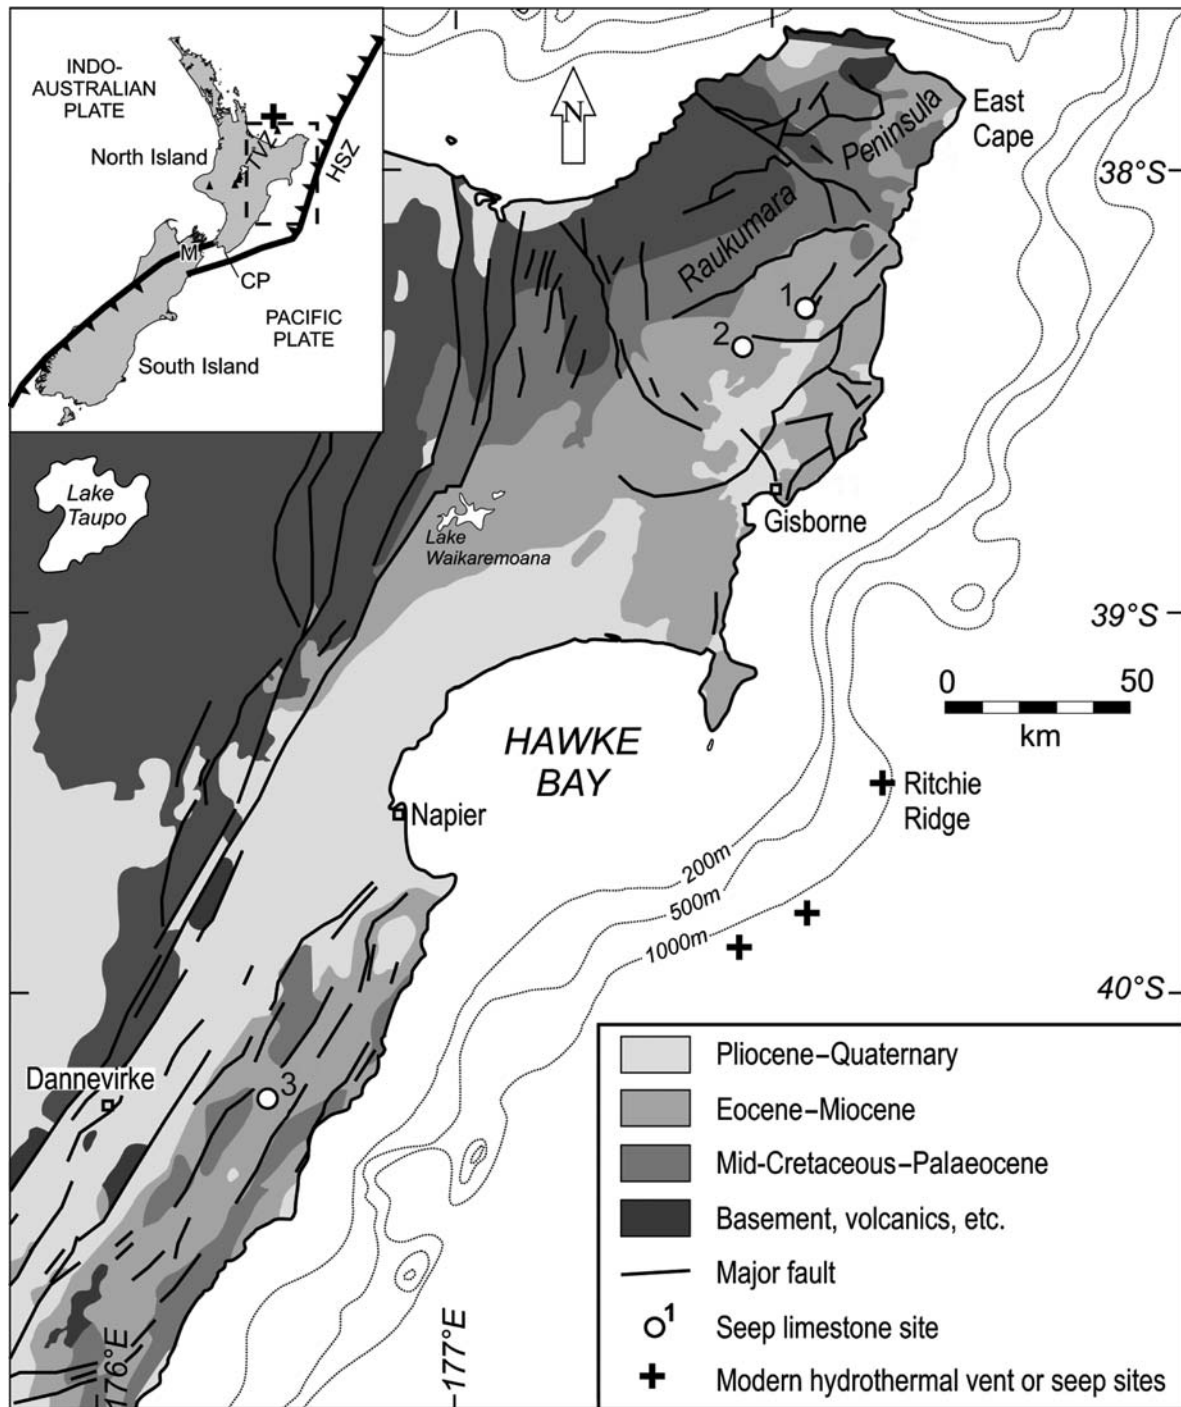 INDO-
AUSTRALIAN
PLATE
North Island
TVZ
HSZ
M
CP
PACIFIC
PLATE
South Island
N
East
Cape
Peninsula
Raukumara
38°S
1
2
Lake
Taupo
Lake
Waikaremoana
Gisborne
39°S
0 50
km
HAWKE
BAY
Napier
Ritchie
Ridge
200m
500m
1000m
40°S
Dannevirke
3
176°E
177°E
Pliocene–Quaternary
Eocene–Miocene
Mid-Cretaceous–Palaeocene
Basement, volcanics, etc.
Major fault
1 Seep limestone site
Modern hydrothermal vent or seep sites